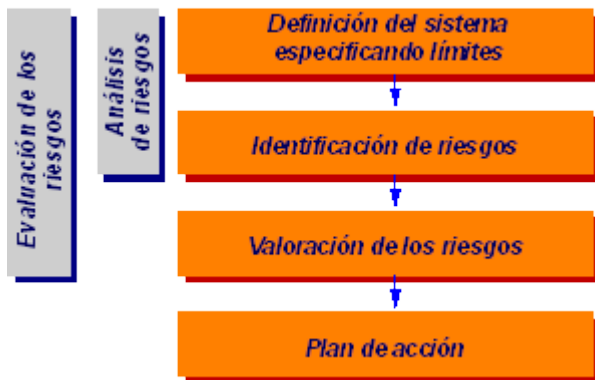 Evaluación de los
riesgos
Análisis
de riesgos
Definición del sistema
especificando límites
Identificación de riesgos
Valoración de los riesgos
Plan de acción